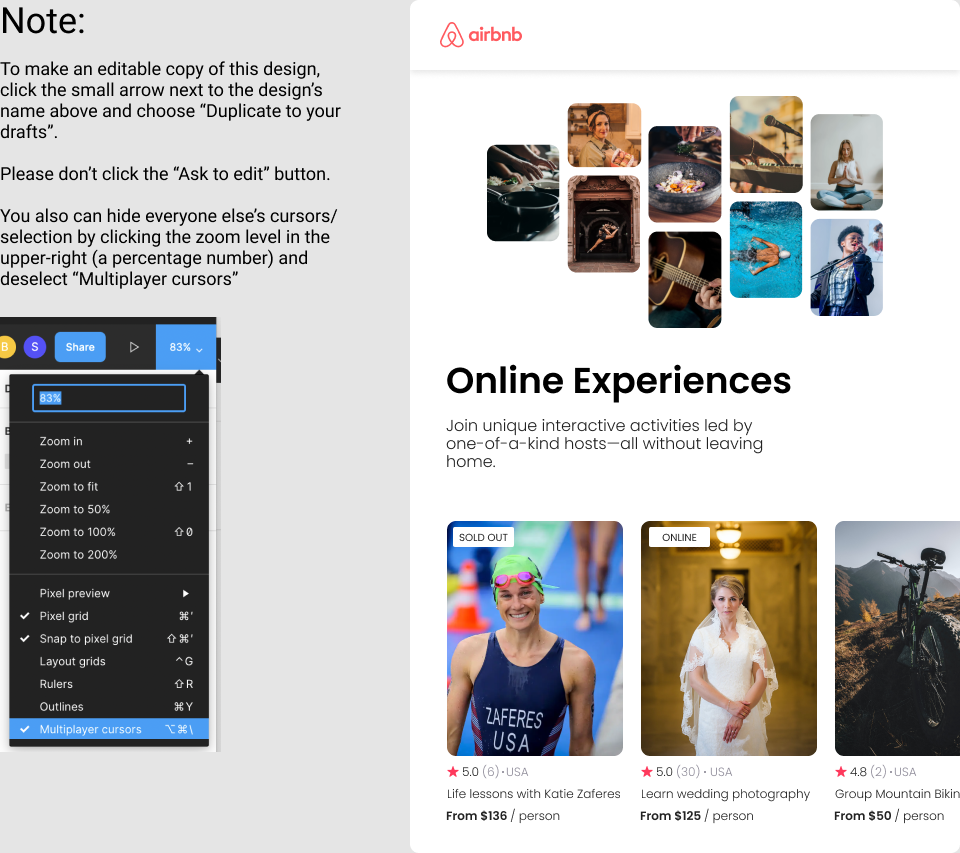 Note:
To make an editable copy of this design,
click the small arrow next to the design's
name above and choose “Duplicate to your
drafts”.
Please don't click the “Ask to edit” button.
You also can hide everyone else's cursors/
selection by clicking the zoom level in the
upper-right (a percentage number) and
deselect “Multiplayer cursors”
B S Share 83%
83%
Zoom in +
Zoom out –
Zoom to fit ⇧1
Zoom to 50%
Zoom to 100% ⇧0
Zoom to 200%
Pixel preview
Pixel grid ⌘'
Snap to pixel grid ⇧⌘'
Layout grids ^G
Rulers ⇧R
Outlines ⌘Y
Multiplayer cursors ⌥⌘\
airbnb
Online Experiences
Join unique interactive activities led by
one-of-a-kind hosts—all without leaving
home.
SOLD OUT
ZAFERES
USA
5.0 (6) • USA
Life lessons with Katie Zaferes
From $136 / person
ONLINE
5.0 (30) • USA
Learn wedding photography
From $125 / person
4.8 (2) • USA
Group Mountain Bikin
From $50 / person